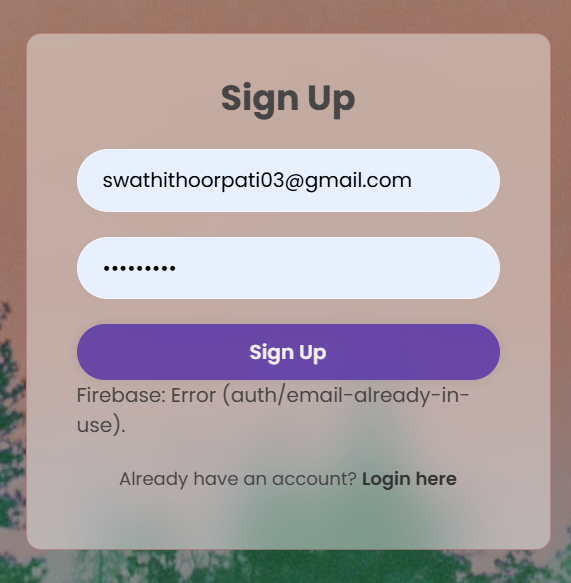 Sign Up
swathithoorpati03@gmail.com
•••••••••
Sign Up
Firebase: Error (auth/email-already-in-
use).
Already have an account? Login here